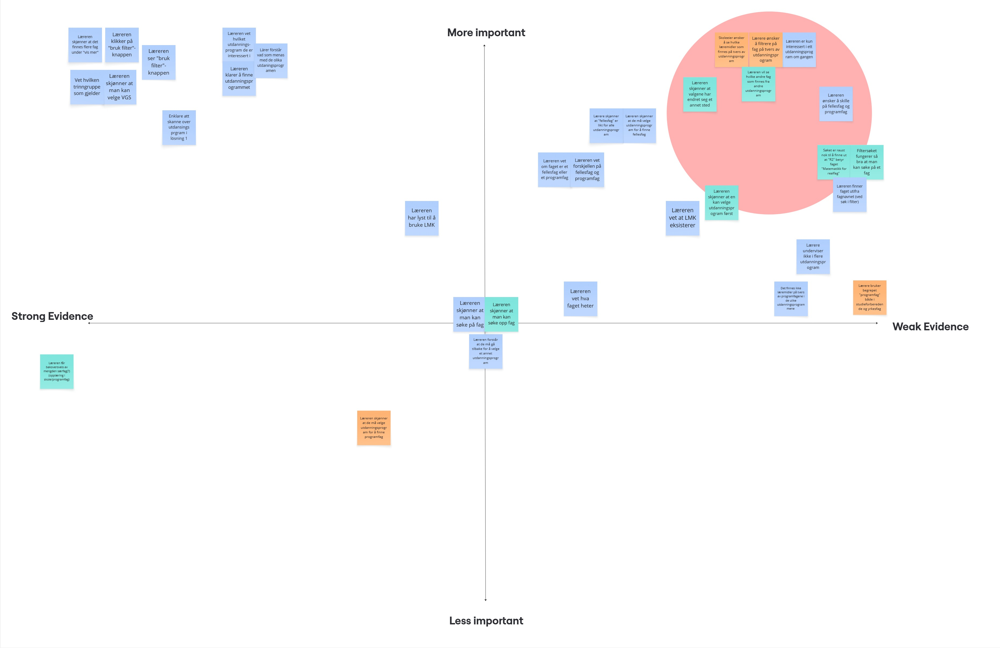 More important
Læreren
skjønner at det
finnes flere fag
under "vis mer"
Læreren
klikker på
"bruk filter"-
knappen
Læreren
ser "bruk
filter"-
knappen
Vet hvilken
trinngruppe
som gjelder
Læreren
skjønner at
man kan
velge VGS
Enklare att
skanne over
utdansings
prgram i
lösning 1
Læreren vet
hvilket
utdannings-
program de er
interessert i
Lärer förstår
vad som menas
med de olika
utdaningsprogr
amen
Læreren
klarer å finne
utdanningspr
ogrammet
Skoleeier ønsker
å se hvilke
læremidler som
finnes på tvers av
utdanningsprogr
am
Lærere ønsker
å filtrere på
fag på tvers av
utdanningspr
ogram
Læreren er kun
interessert i ett
utdanningsprog
ram om gangen
Læreren vil se
hvilke andre fag
som finnes fra
andre
utdanningsprogr
am
Læreren
skjønner at
valgene har
endret seg et
annet sted
Læreren
ønsker å skille
på fellesfag og
programfag
Lærere skjønner
at "fellesfag" er
likt for alle
utdanningsprogr
am
Læreren skjønner
at de må velge
utdanningsprogr
am for å finne
fellesfag
Læreren vet
om faget er et
fellesfag eller
et programfag
Læreren vet
forskjellen på
fellesfag og
programfag
Søket er raust
nok til å finne ut
at "R2" betyr
faget
"Matematikk for
realfag"
Filtersøket
fungerer så
bra at man
kan søke på et
fag
Læreren finner
faget utifra
fagnavnet (ved
søk i filter)
Læreren
skjønner at en
kan velge
utdanningspr
ogram først
Læreren
vet at LMK
eksisterer
Læreren
har lyst til å
bruke LMK
Lærere
underviser
ikke i flere
utdanningspr
ogram
Læreren
vet hva
faget heter
Det finnes ikke
læremidler på tvers
av programfagene i
de ulike
utdanningsprogram
mene
Lærere bruker
begrepet
"programfag"
både i
studieforbereden
de og yrkesfag
Læreren
skjønner at
man kan
søke på fag
Læreren
skjønner at
man kan
søke opp fag
Strong Evidence
Weak Evidence
Læreren forstår
at de må gå
tilbake for å velge
et annet
utdanningsprogr
am
Læreren får
bakoversveis av
mengden særfag(?)
(opplæring i
skole/programfag)
Læreren skjønner
at de må velge
utdanningsprogr
am for å finne
programfag
Less important